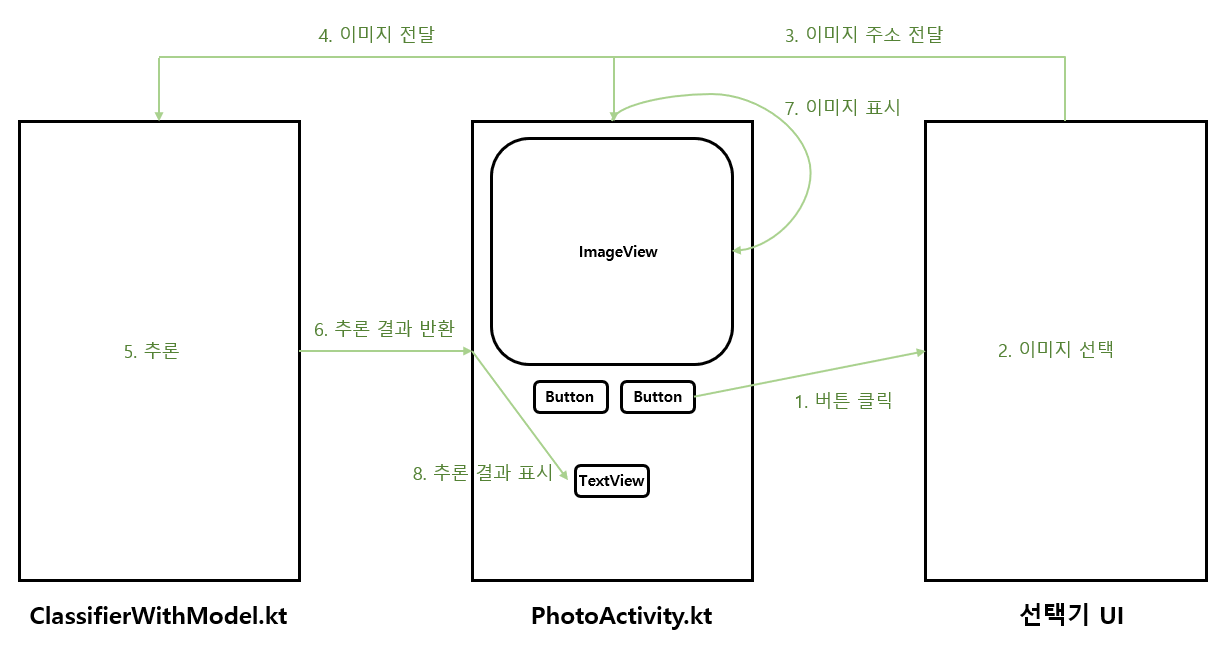 4. 이미지 전달
3. 이미지 주소 전달
7. 이미지 표시
ImageView
6. 추론 결과 반환
5. 추론
2. 이미지 선택
Button
Button
1. 버튼 클릭
8. 추론 결과 표시
TextView
ClassifierWithModel.kt
PhotoActivity.kt
선택기 UI